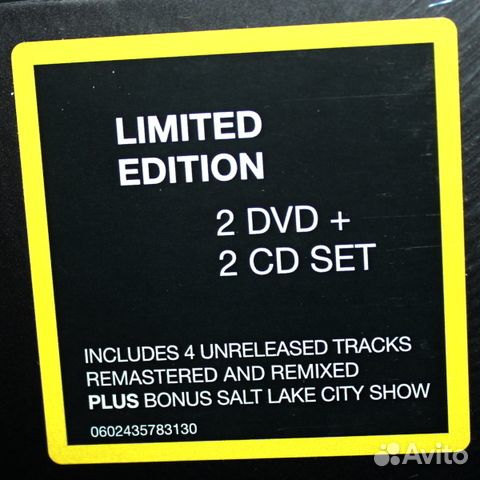 LIMITED
EDITION
2 DVD +
2 CD SET
INCLUDES 4 UNRELEASED TRACKS
REMASTERED AND REMIXED
PLUS BONUS SALT LAKE CITY SHOW
0602435783130
Avito